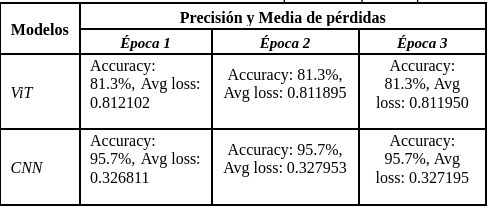 Modelos
Precisión y Media de pérdidas
Época 1
Época 2
Época 3
ViT
Accuracy:
81.3%, Avg loss:
0.812102
Accuracy: 81.3%,
Avg loss: 0.811895
Accuracy:
81.3%, Avg
loss: 0.811950
CNN
Accuracy:
95.7%, Avg loss:
0.326811
Accuracy: 95.7%,
Avg loss: 0.327953
Accuracy:
95.7%, Avg
loss: 0.327195